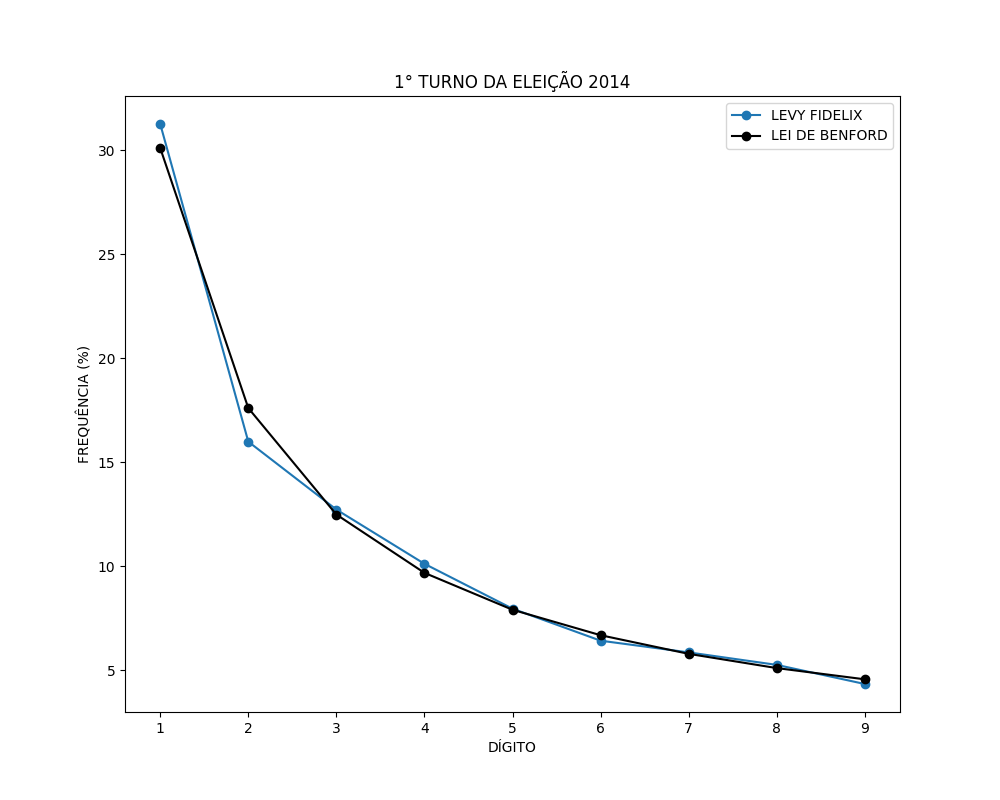 1° TURNO DA ELEIÇÃO 2014
LEVY FIDELIX
LEI DE BENFORD
FREQUÊNCIA (%)
30
25
20
15
10
5
1 2 3 4 5 6 7 8 9
DÍGITO